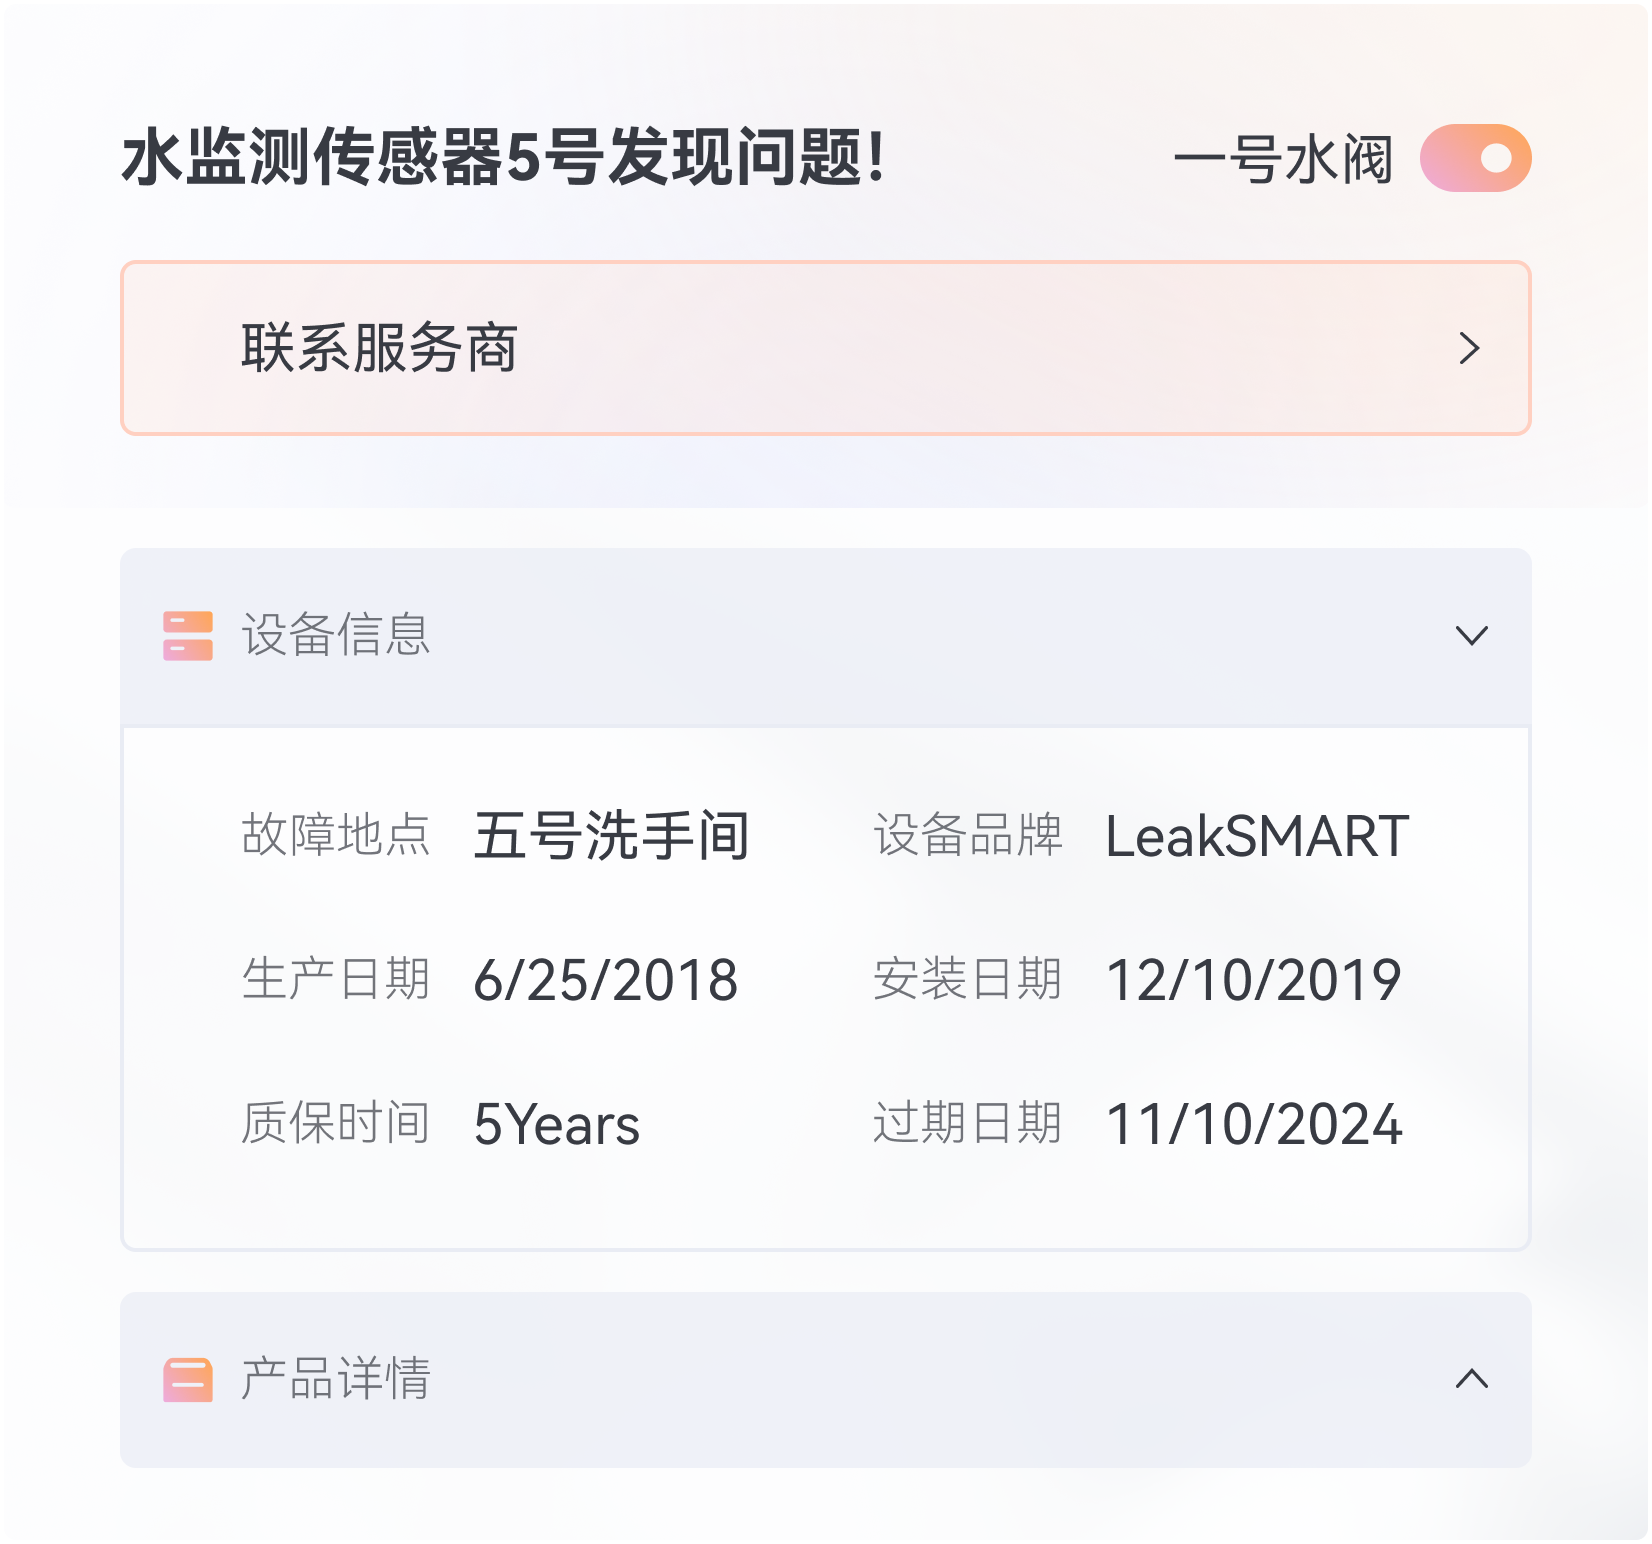 水监测传感器5号发现问题！ 一号水阀
联系服务商
设备信息
故障地点 五号洗手间 设备品牌 LeakSMART
生产日期 6/25/2018 安装日期 12/10/2019
质保时间 5Years 过期日期 11/10/2024
产品详情